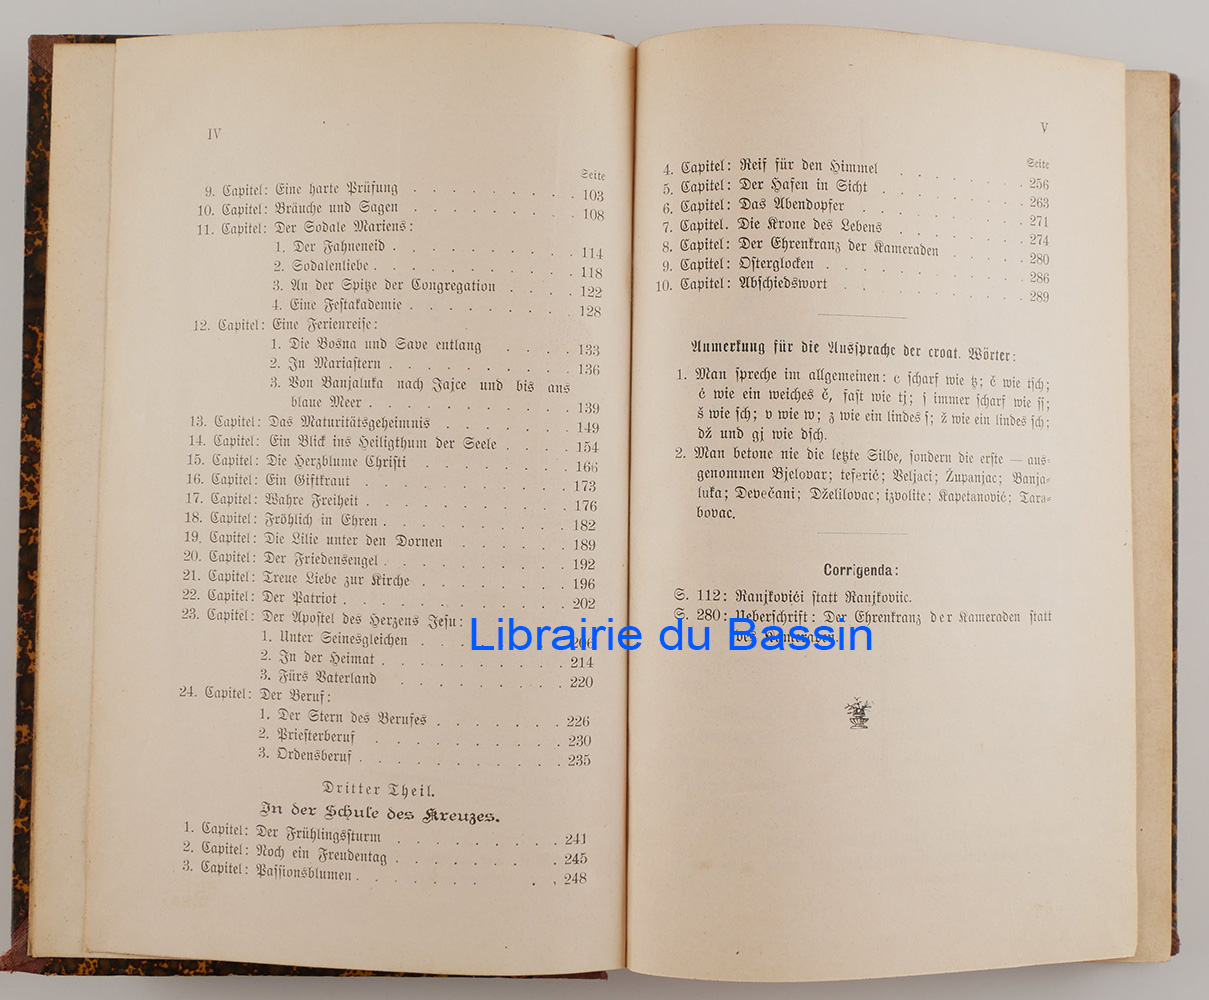 IV
Seite
9. Capitel: Eine harte Prüfung . . . . . . . . . 103
10. Capitel: Bräuche und Sagen . . . . . . . . . 108
11. Capitel: Der Sodale Mariens:
1. Der Fahneneid . . . . . . . . . 114
2. Sodalenliebe . . . . . . . . . 118
3. An der Spitze der Congregation . . . . 122
4. Eine Festakademie . . . . . . . . 128
12. Capitel: Eine Ferienreise:
1. Die Bosna und Save entlang . . . . 133
2. In Mariastern . . . . . . . . . 136
3. Von Banjaluka nach Jajce und bis ans
blaue Meer . . . . . . . . . 139
13. Capitel: Das Maturitätsgeheimnis . . . . . . . 149
14. Capitel: Ein Blick ins Heiligthum der Seele . . . . 154
15. Capitel: Die Herzblume Christi . . . . . . . . 166
16. Capitel: Ein Giftkraut . . . . . . . . . . 173
17. Capitel: Wahre Freiheit . . . . . . . . . . 176
18. Capitel: Fröhlich in Ehren . . . . . . . . . 182
19. Capitel: Die Lilie unter den Dornen . . . . . . 189
20. Capitel: Der Friedensengel . . . . . . . . . 192
21. Capitel: Treue Liebe zur Kirche . . . . . . . . 196
22. Capitel: Der Patriot . . . . . . . . . . . 202
23. Capitel: Der Apostel des Herzens Jesu:
1. Unter Seinesgleichen . . . . . . . 206
2. In der Heimat . . . . . . . . . 214
3. Fürs Vaterland . . . . . . . . . 220
24. Capitel: Der Beruf:
1. Der Stern des Berufes . . . . . . . 226
2. Priesterberuf . . . . . . . . . 230
3. Ordensberuf . . . . . . . . . . 235
Dritter Theil.
In der Schule des Kreuzes.
1. Capitel: Der Frühlingssturm . . . . . . . . 241
2. Capitel: Noch ein Freudentag . . . . . . . . 245
3. Capitel: Passionsblumen . . . . . . . . . 248
V
Seite
4. Capitel: Reif für den Himmel . . . . . . . . 256
5. Capitel: Der Hafen in Sicht . . . . . . . . 263
6. Capitel: Das Abendopfer . . . . . . . . . 271
7. Capitel. Die Krone des Lebens . . . . . . . 274
8. Capitel: Der Ehrenkranz der Kameraden . . . . . 280
9. Capitel: Osterglocken . . . . . . . . . . 286
10. Capitel: Abschiedswort . . . . . . . . . . 289
Anmerkung für die Aussprache der croat. Wörter:
1. Man spreche im allgemeinen: c scharf wie tz; č wie tsch;
ć wie ein weiches č, fast wie tj; s immer scharf wie ss;
š wie sch; v wie w; z wie ein lindes s; ž wie ein lindes sch;
dž und gj wie dsch.
2. Man betone nie die letzte Silbe, sondern die erste — aus-
genommen Bjelovar; teferić; Veljaci; Županjac; Banja-
luka; Devečani; Dželilovac; izvolite; Kapetanović; Tara-
bovac.
Corrigenda:
S. 112: Ranjkovići statt Ranjkoviic.
S. 280: Ueberschrift: Der Ehrenkranz der Kameraden statt
des Kameraden.
Librairie du Bassin